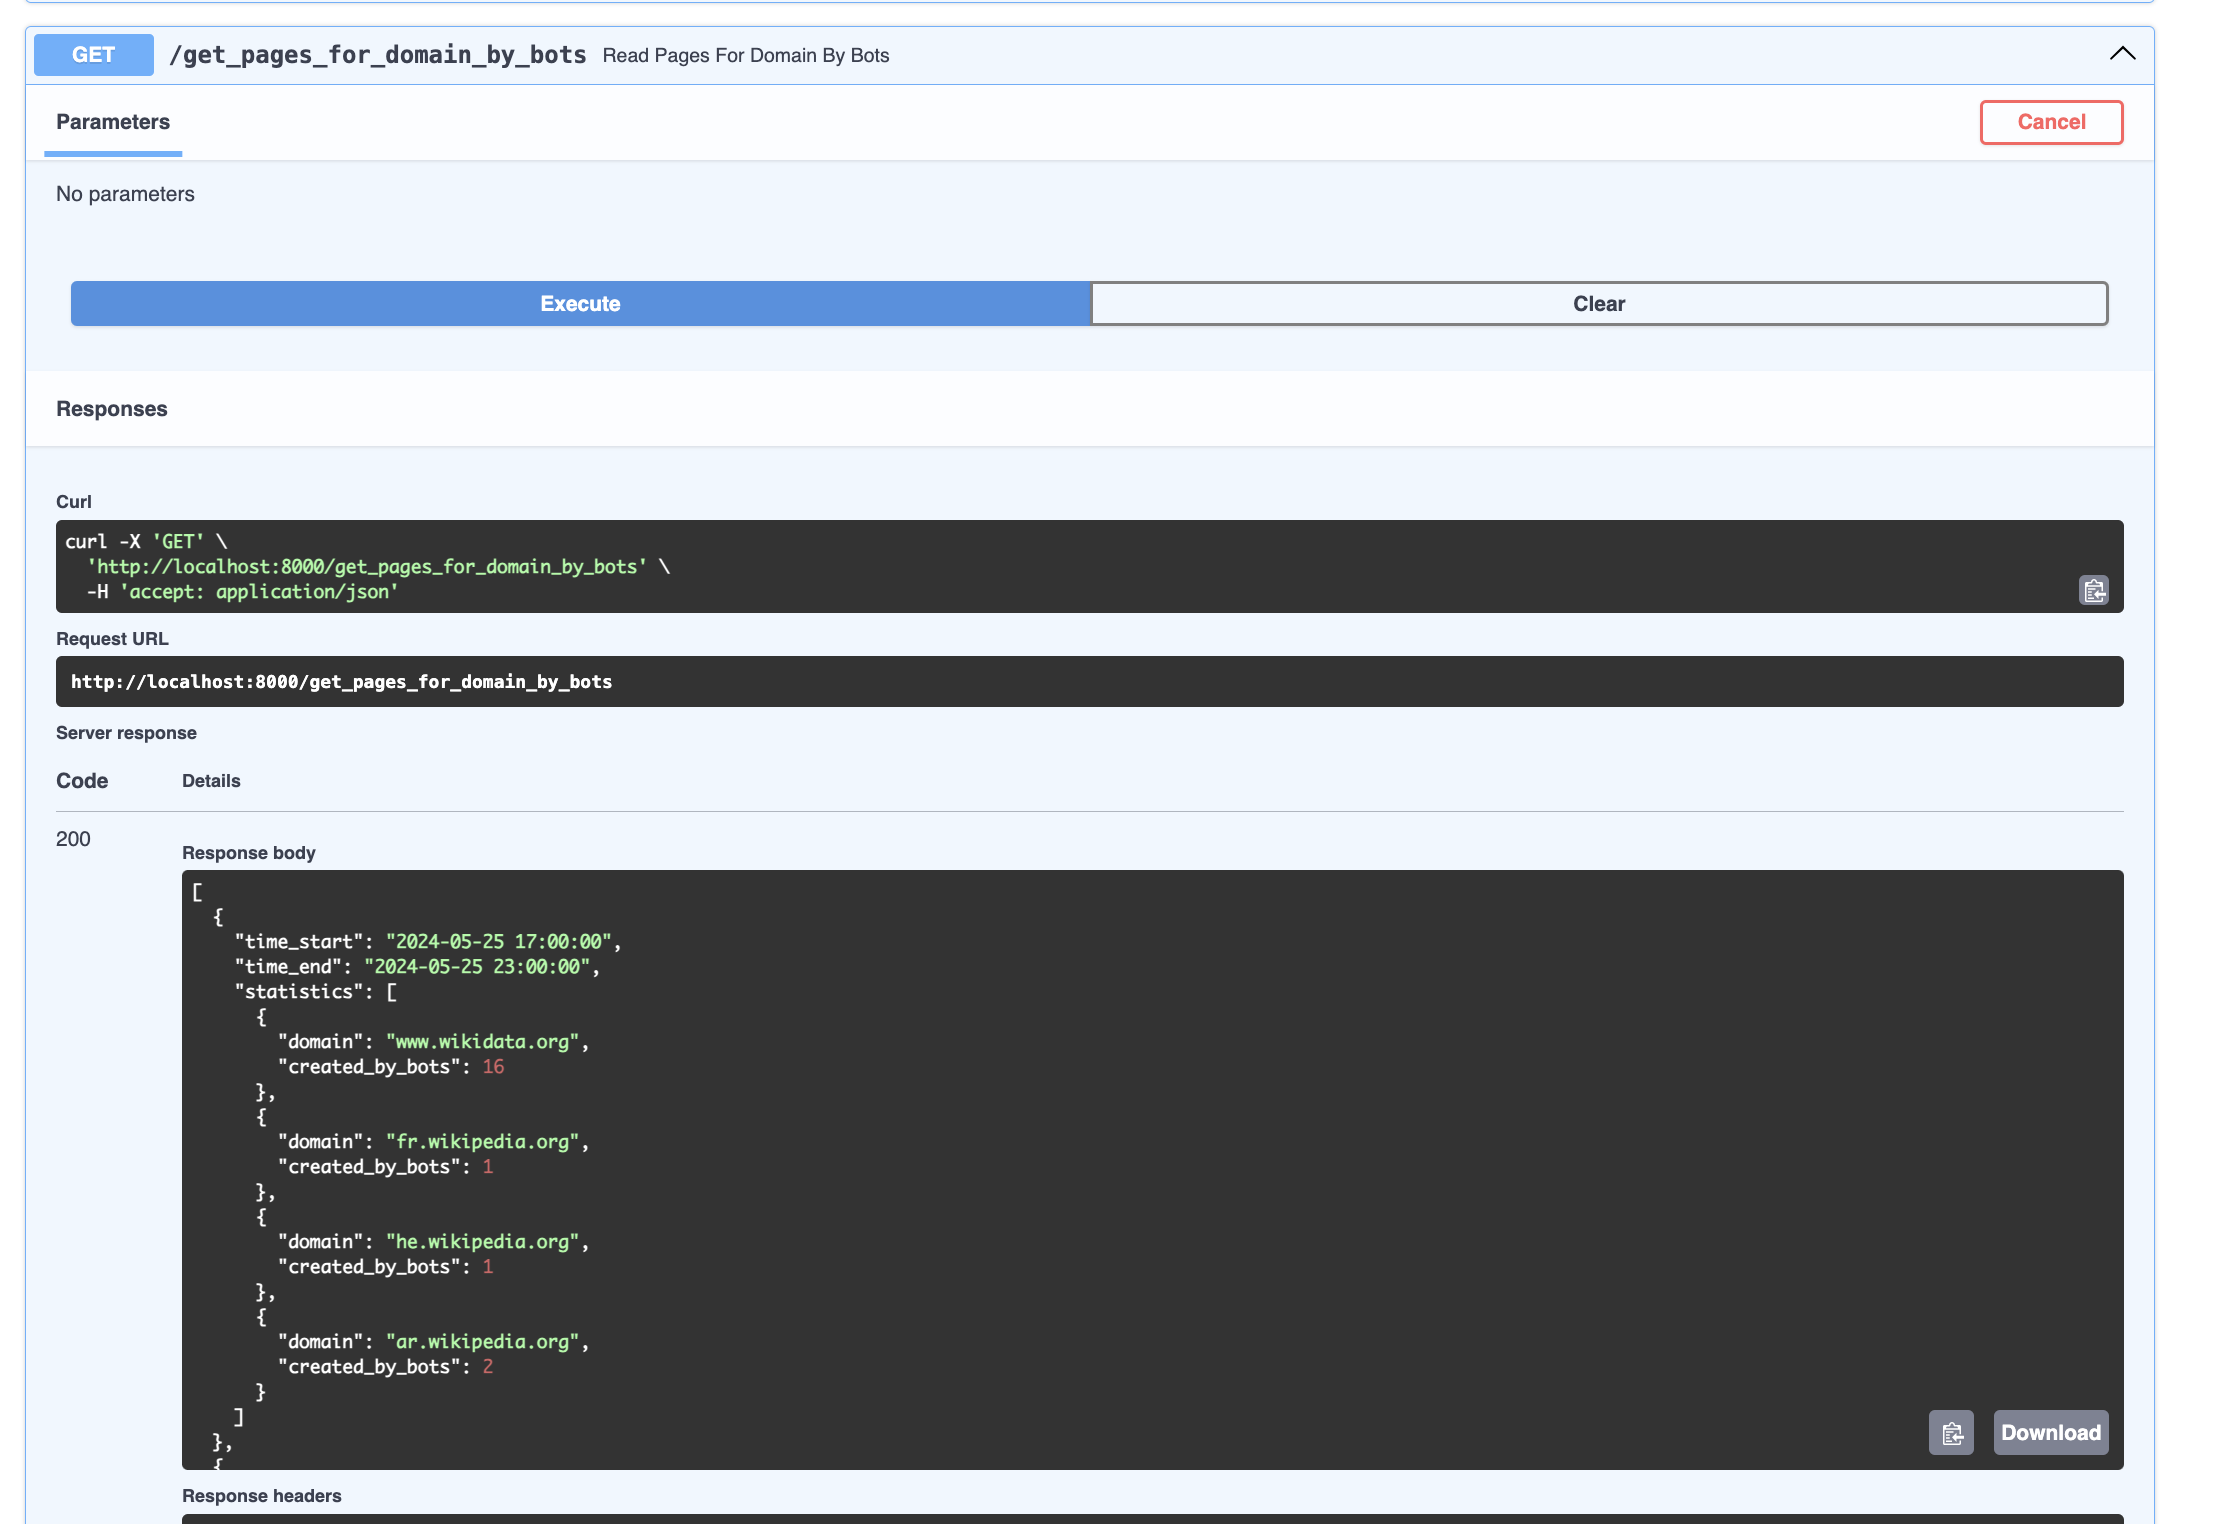 GET /get_pages_for_domain_by_bots Read Pages For Domain By Bots
Parameters
Cancel
No parameters
Execute
Clear
Responses
Curl
curl -X 'GET' \
  'http://localhost:8000/get_pages_for_domain_by_bots' \
  -H 'accept: application/json'
Request URL
http://localhost:8000/get_pages_for_domain_by_bots
Server response
Code Details
200
Response body
[
  {
    "time_start": "2024-05-25 17:00:00",
    "time_end": "2024-05-25 23:00:00",
    "statistics": [
      {
        "domain": "www.wikidata.org",
        "created_by_bots": 16
      },
      {
        "domain": "fr.wikipedia.org",
        "created_by_bots": 1
      },
      {
        "domain": "he.wikipedia.org",
        "created_by_bots": 1
      },
      {
        "domain": "ar.wikipedia.org",
        "created_by_bots": 2
      }
    ]
  },
  {
Download
Response headers